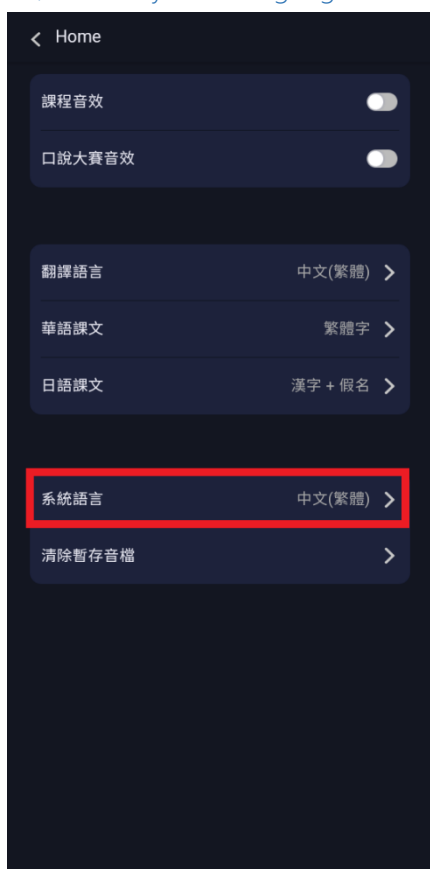 Home
課程音效
口說大賽音效
翻譯語言 中文(繁體)
華語課文 繁體字
日語課文 漢字 + 假名
系統語言 中文(繁體)
清除暫存音檔